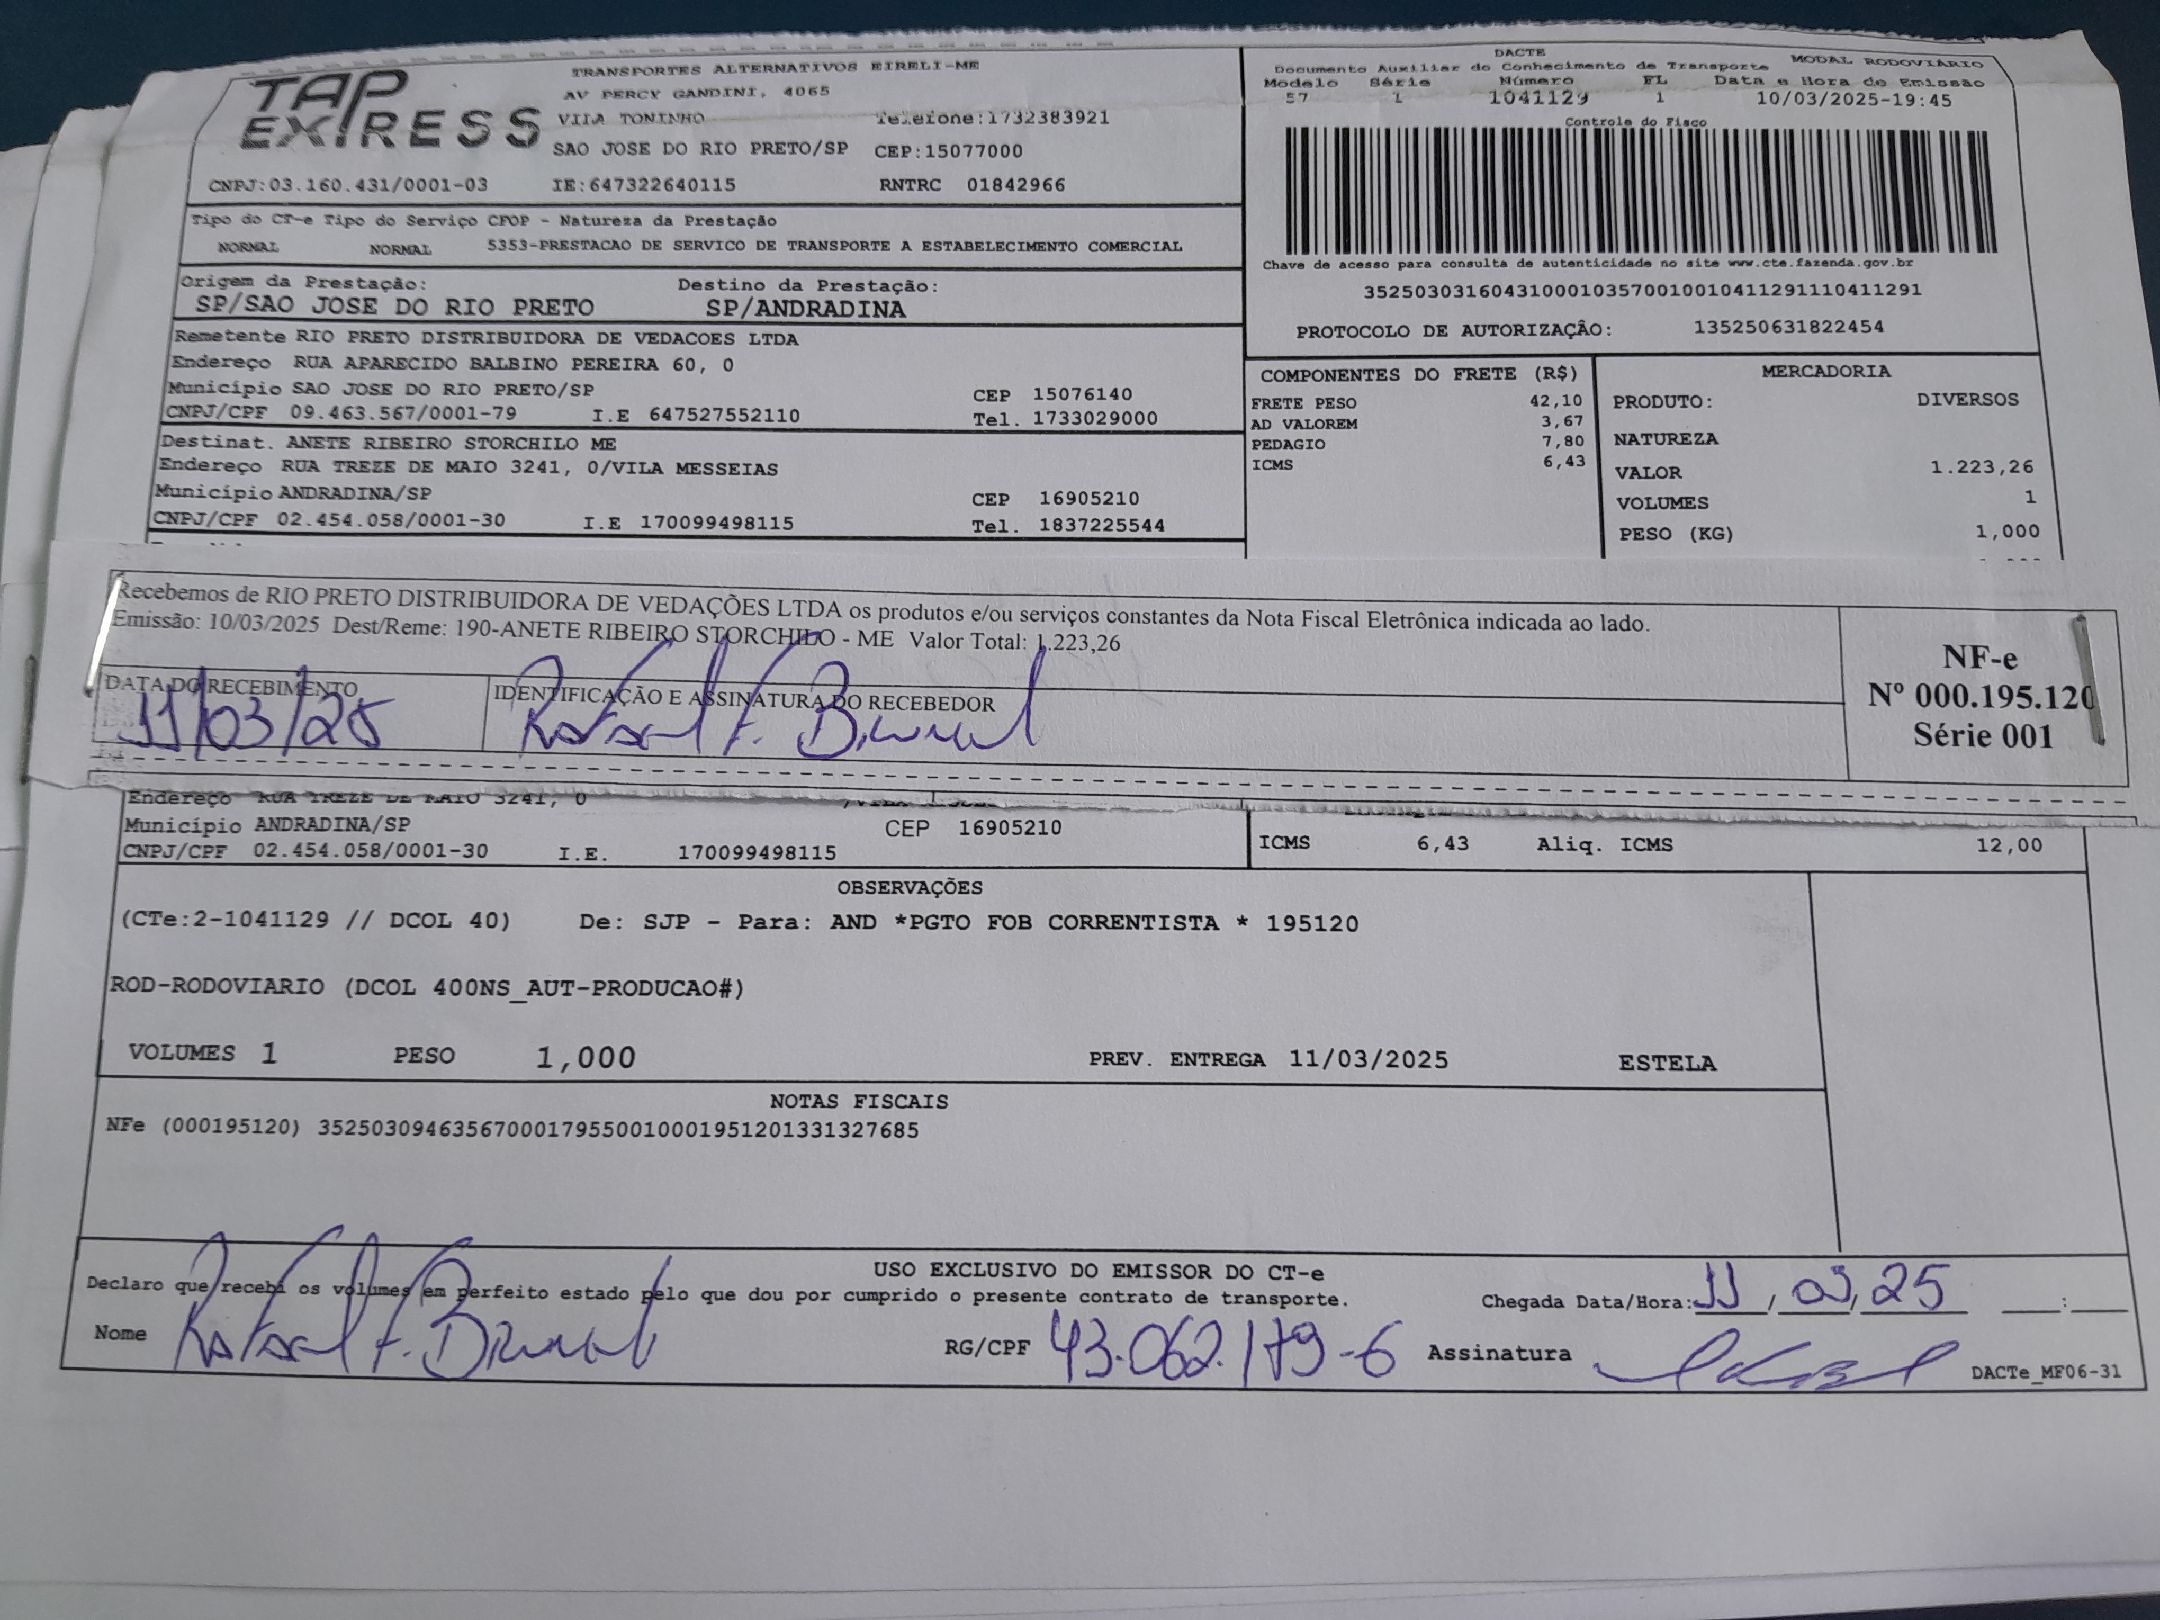 TAP EXPRESS
TRANSPORTES ALTERNATIVOS EIRELI-ME
AV PERCY GANDINI, 4065
VILA TONINHO Telefone:1732383921
SAO JOSE DO RIO PRETO/SP CEP:15077000
CNPJ:03.160.431/0001-03 IE:647322640115 RNTRC 01842966
DACTE MODAL RODOVIÁRIO
Documento Auxiliar do Conhecimento de Transporte
Modelo Série Número FL Data e Hora de Emissão
57 1 1041129 1 10/03/2025-19:45
Controle do Fisco
Chave de acesso para consulta de autenticidade no site www.cte.fazenda.gov.br
35250303160431000103570010010411291110411291
PROTOCOLO DE AUTORIZAÇÃO: 135250631822454
Tipo do CT-e Tipo do Serviço CFOP - Natureza da Prestação
NORMAL NORMAL 5353-PRESTACAO DE SERVICO DE TRANSPORTE A ESTABELECIMENTO COMERCIAL
Origem da Prestação: Destino da Prestação:
SP/SAO JOSE DO RIO PRETO SP/ANDRADINA
Remetente RIO PRETO DISTRIBUIDORA DE VEDACOES LTDA
Endereço RUA APARECIDO BALBINO PEREIRA 60, 0
Município SAO JOSE DO RIO PRETO/SP CEP 15076140
CNPJ/CPF 09.463.567/0001-79 I.E 647527552110 Tel. 1733029000
Destinat. ANETE RIBEIRO STORCHILO ME
Endereço RUA TREZE DE MAIO 3241, 0/VILA MESSEIAS
Município ANDRADINA/SP CEP 16905210
CNPJ/CPF 02.454.058/0001-30 I.E 170099498115 Tel. 1837225544
COMPONENTES DO FRETE (R$)
FRETE PESO 42,10
AD VALOREM 3,67
PEDAGIO 7,80
ICMS 6,43
MERCADORIA
PRODUTO: DIVERSOS
NATUREZA
VALOR 1.223,26
VOLUMES 1
PESO (KG) 1,000
Recebemos de RIO PRETO DISTRIBUIDORA DE VEDAÇÕES LTDA os produtos e/ou serviços constantes da Nota Fiscal Eletrônica indicada ao lado.
Emissão: 10/03/2025 Dest/Reme: 190-ANETE RIBEIRO STORCHILO - ME Valor Total: 1.223,26
DATA DO RECEBIMENTO IDENTIFICAÇÃO E ASSINATURA DO RECEBEDOR
11/03/25 Rafael F.
NF-e
Nº 000.195.120
Série 001
Endereço RUA TREZE DE MAIO 3241, 0
Município ANDRADINA/SP CEP 16905210
CNPJ/CPF 02.454.058/0001-30 I.E. 170099498115
ICMS 6,43 Aliq. ICMS 12,00
OBSERVAÇÕES
(CTe:2-1041129 // DCOL 40) De: SJP - Para: AND *PGTO FOB CORRENTISTA * 195120
ROD-RODOVIARIO (DCOL 400NS_AUT-PRODUCAO#)
VOLUMES 1 PESO 1,000 PREV. ENTREGA 11/03/2025 ESTELA
NOTAS FISCAIS
NFe (000195120) 35250309463567000179550010001951201331327685
USO EXCLUSIVO DO EMISSOR DO CT-e
Declaro que recebi os volumes em perfeito estado pelo que dou por cumprido o presente contrato de transporte. Chegada Data/Hora: 11/03/25 :
Nome Rafael F. RG/CPF 43.062.179-6 Assinatura DACTe_MF06-31